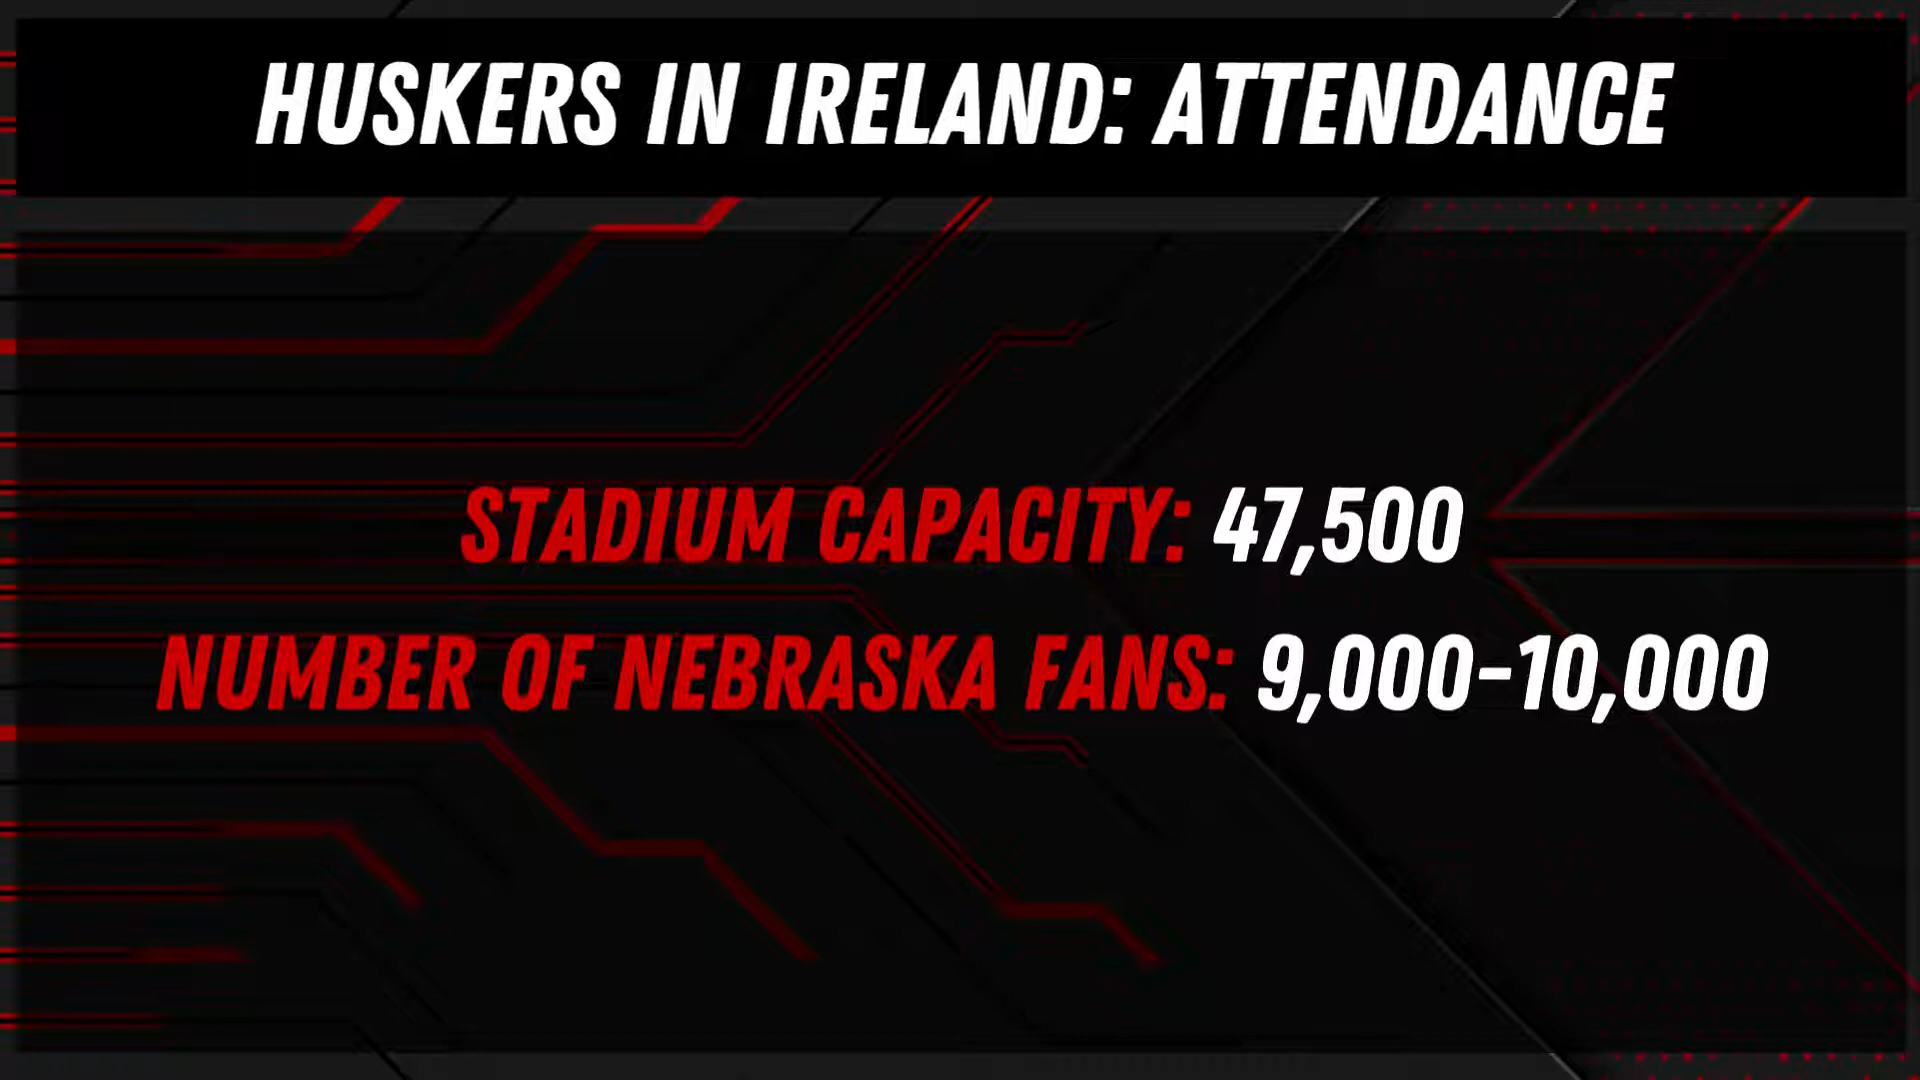 HUSKERS IN IRELAND: ATTENDANCE
STADIUM CAPACITY: 47,500
NUMBER OF NEBRASKA FANS: 9,000-10,000